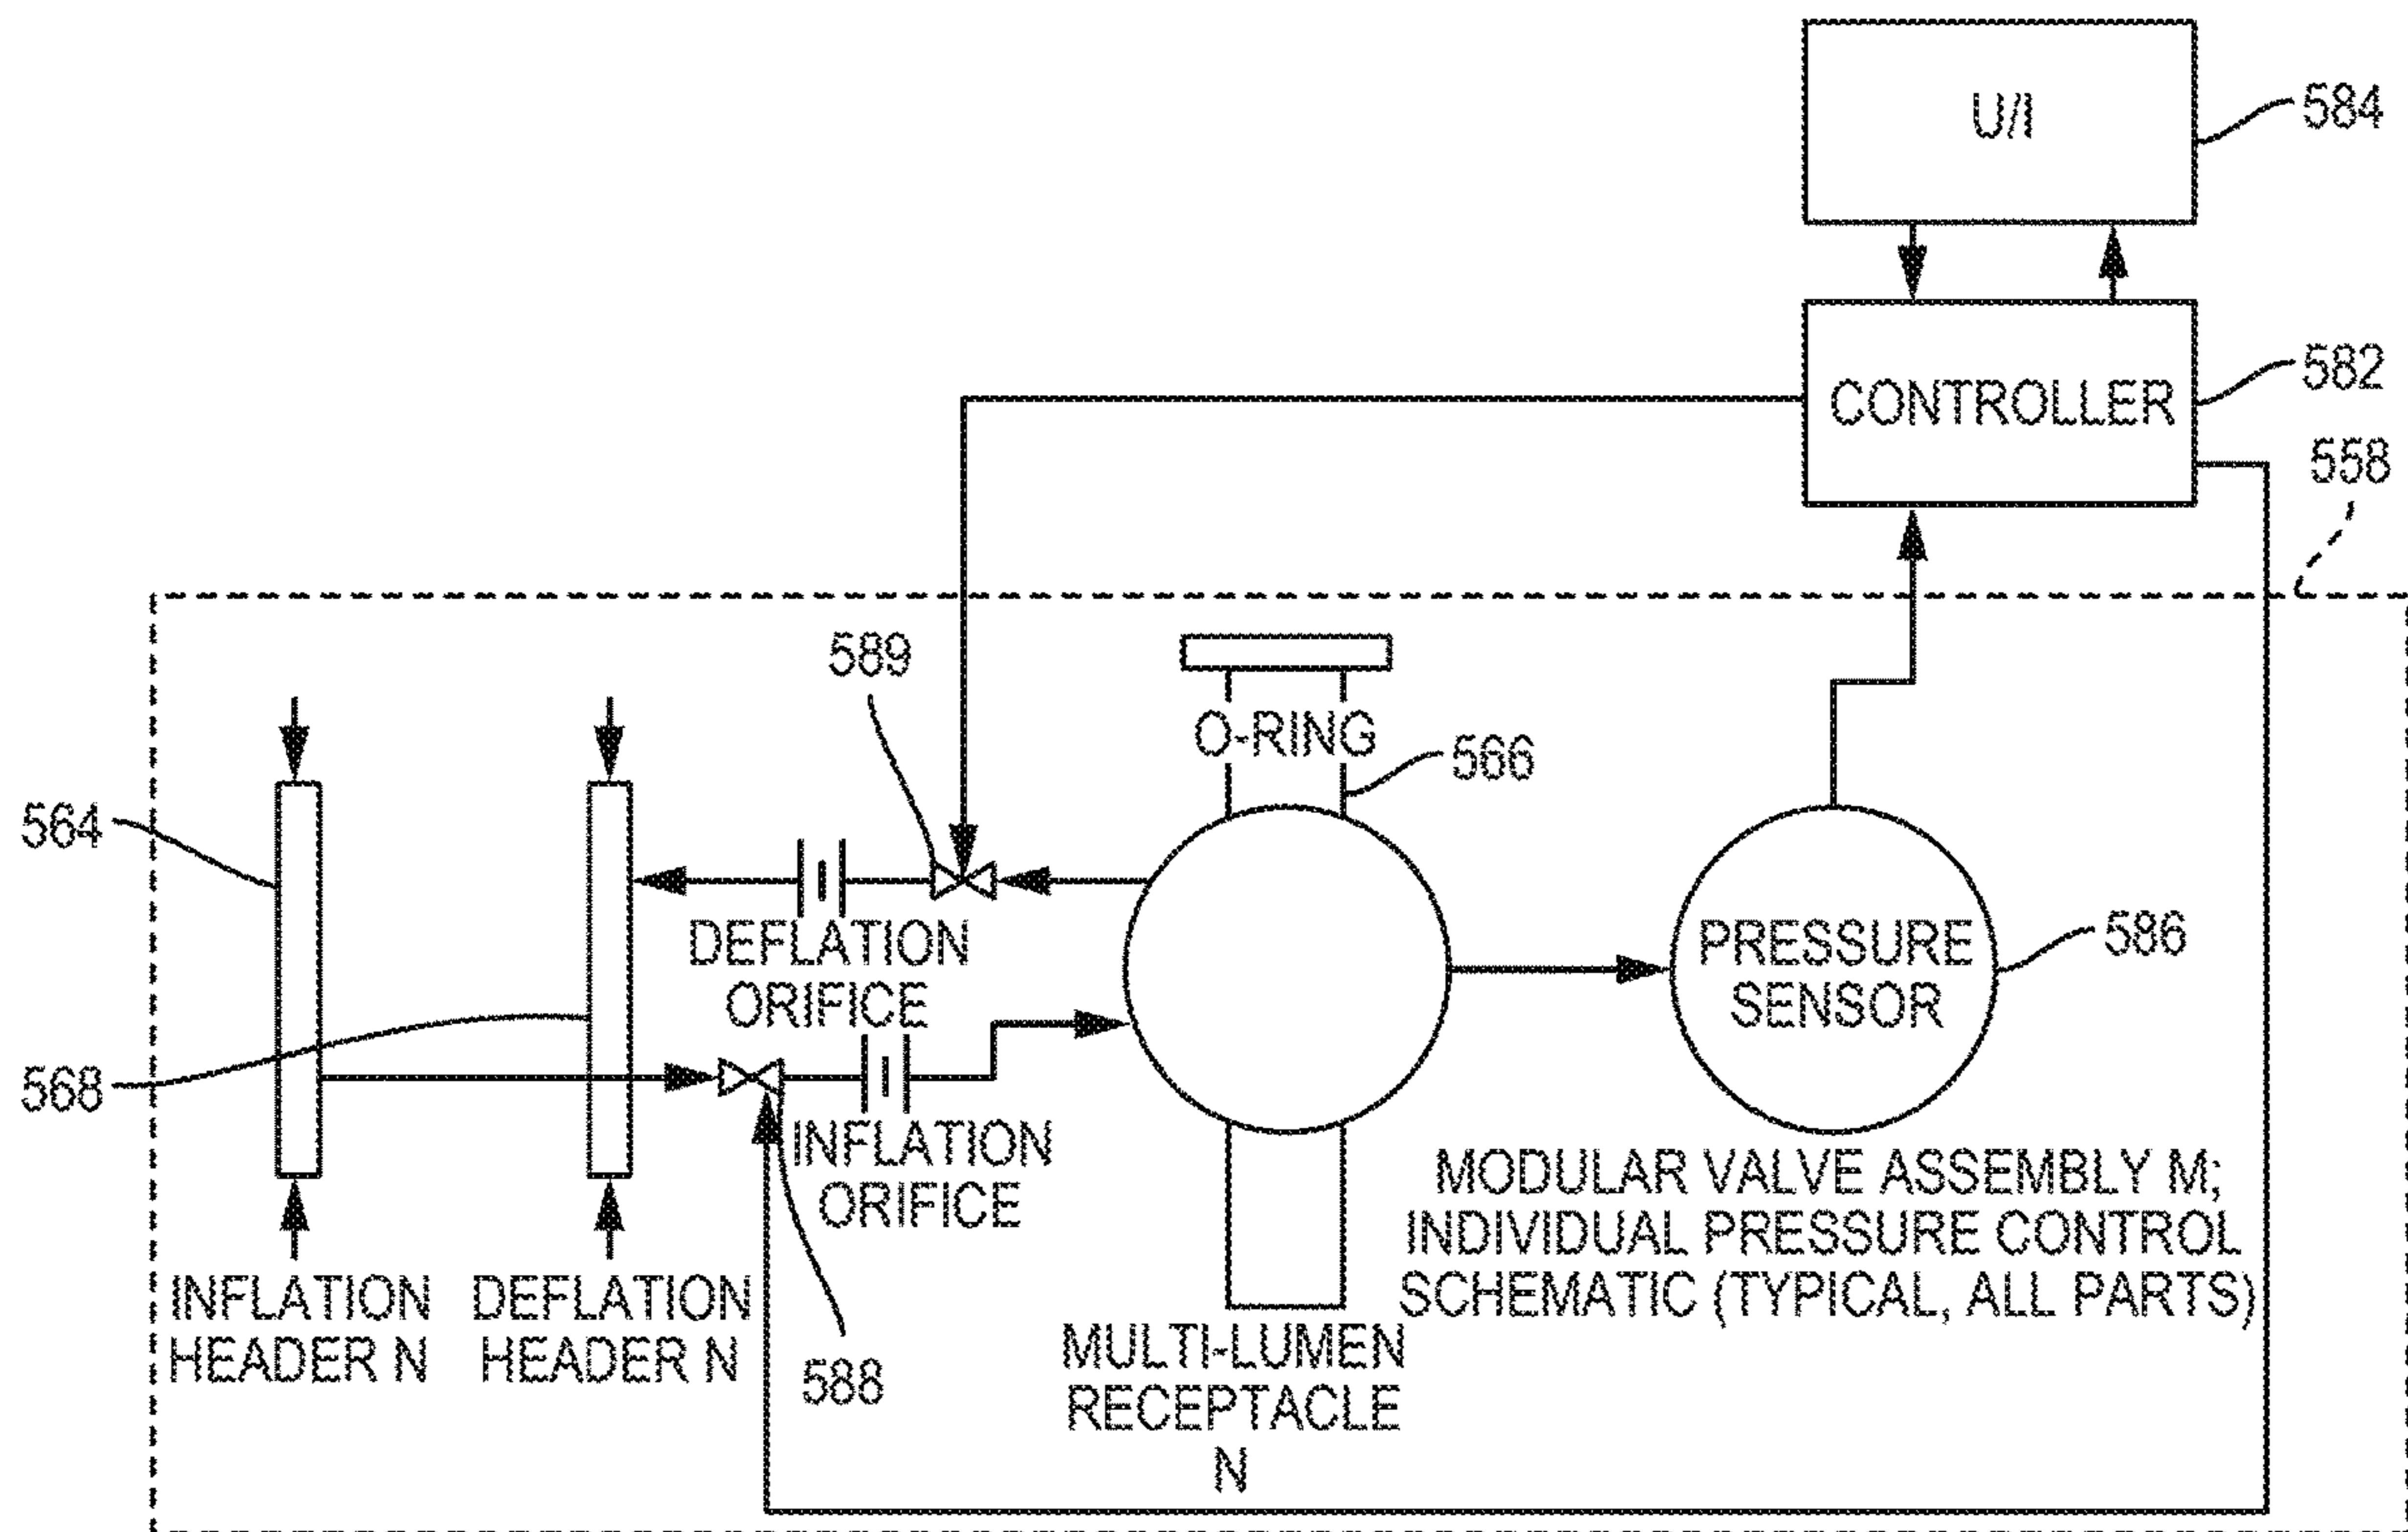 U/I
584
CONTROLLER
582
558
589
O-RING
566
564
DEFLATION
ORIFICE
PRESSURE
SENSOR
586
568
INFLATION
ORIFICE
MODULAR VALVE ASSEMBLY M;
INDIVIDUAL PRESSURE CONTROL
SCHEMATIC (TYPICAL, ALL PARTS)
INFLATION
HEADER N
DEFLATION
HEADER N
588
MULTI-LUMEN
RECEPTACLE
N